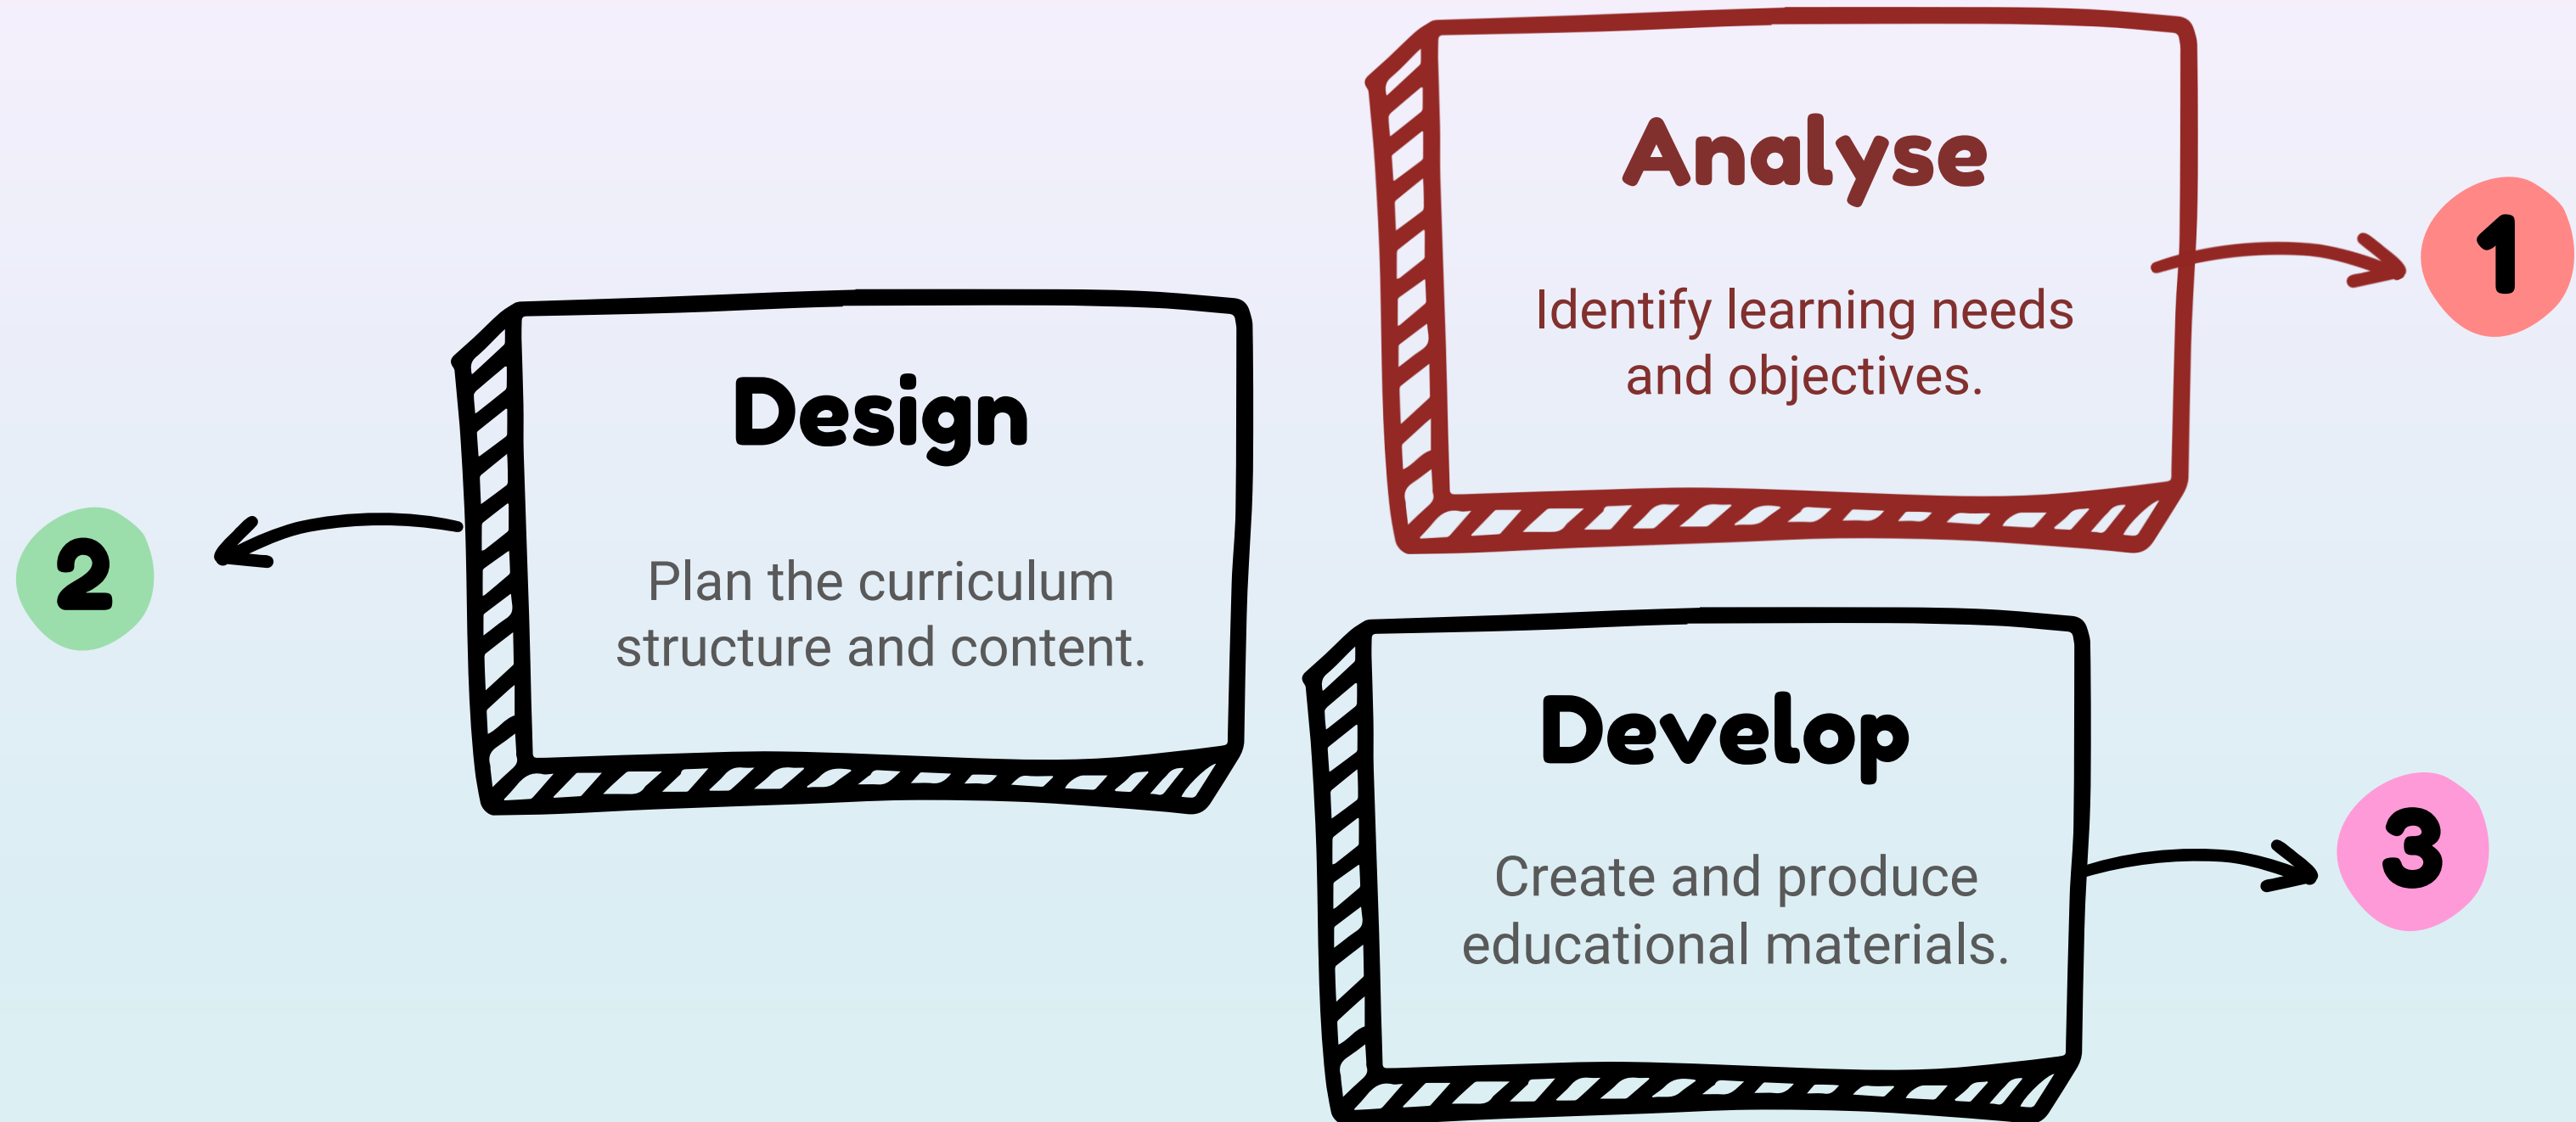 Analyse
Identify learning needs
and objectives.
1
Design
Plan the curriculum
structure and content.
2
Develop
Create and produce
educational materials.
3